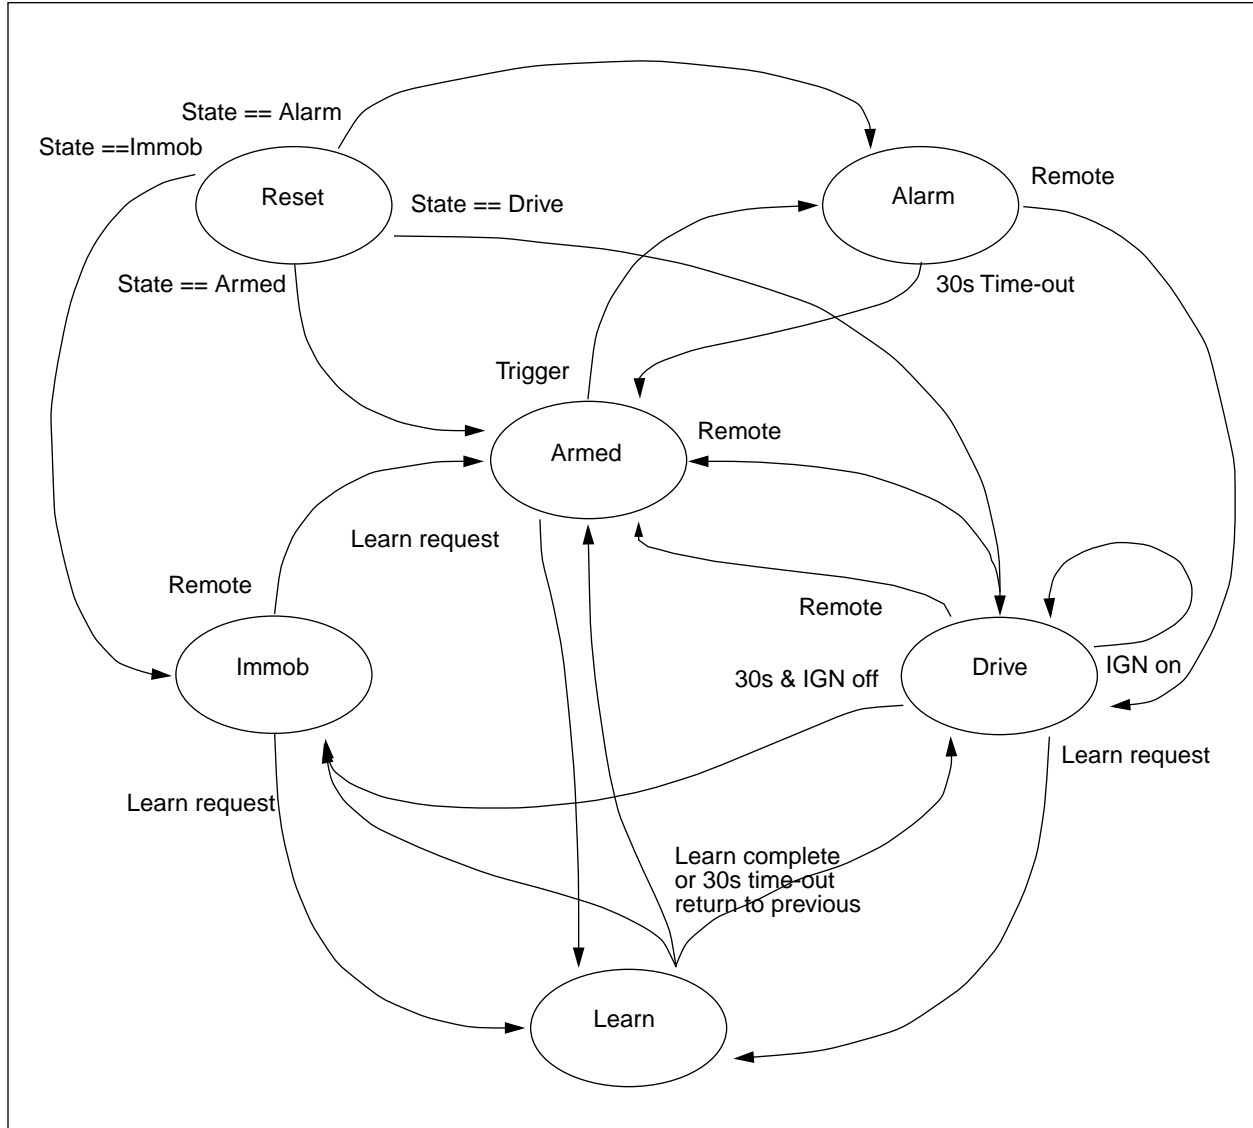 State == Alarm
State ==Immob
Reset
Alarm
Remote
State == Drive
State == Armed
30s Time-out
Trigger
Remote
Armed
Learn request
Remote
Remote
Immob
Drive
IGN on
30s & IGN off
Learn request
Learn request
Learn complete
or 30s time-out
return to previous
Learn